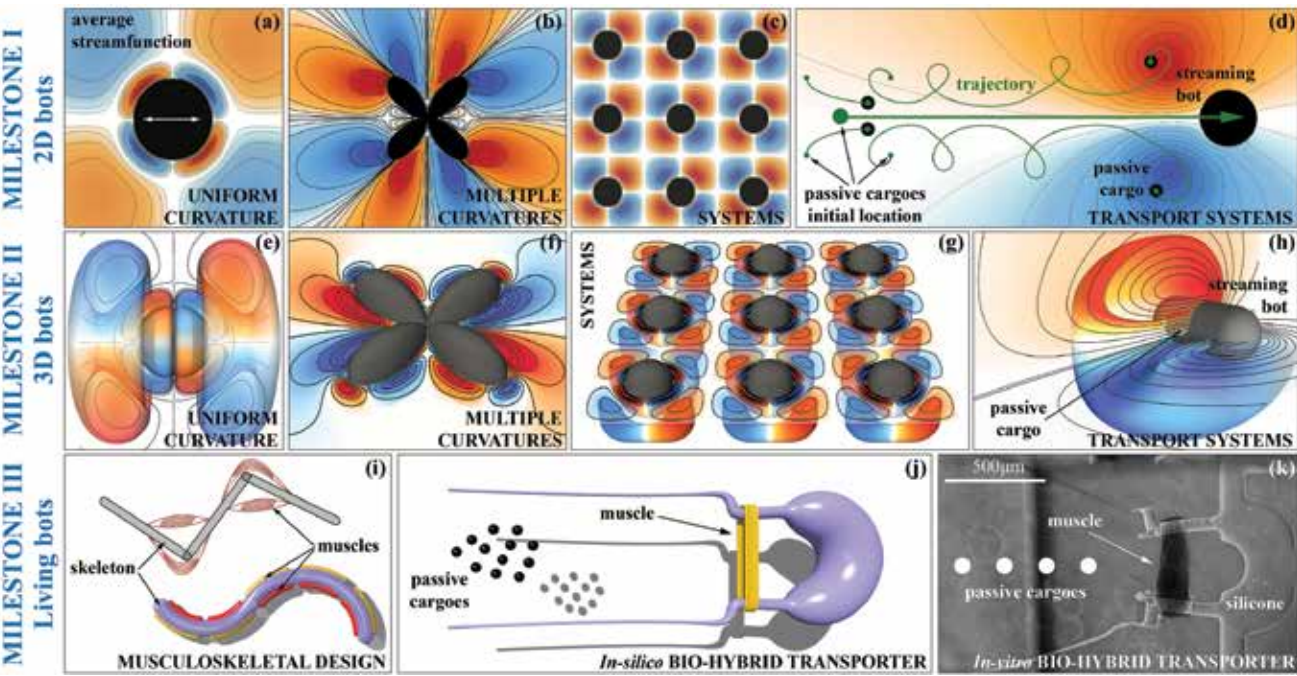 MILESTONE I
2D bots
average
streamfunction
(a)
UNIFORM
CURVATURE
(b)
MULTIPLE
CURVATURES
(c)
SYSTEMS
(d)
trajectory
streaming
bot
passive cargoes
initial location
passive
cargo
TRANSPORT SYSTEMS
MILESTONE II
3D bots
(e)
UNIFORM
CURVATURE
(f)
MULTIPLE
CURVATURES
SYSTEMS
(g)
(h)
streaming
bot
passive
cargo
TRANSPORT SYSTEMS
MILESTONE III
Living bots
(i)
skeleton
muscles
MUSCULOSKELETAL DESIGN
(j)
muscle
passive
cargoes
In-silico BIO-HYBRID TRANSPORTER
500μm
(k)
muscle
passive cargoes
silicone
In-vitro BIO-HYBRID TRANSPORTER